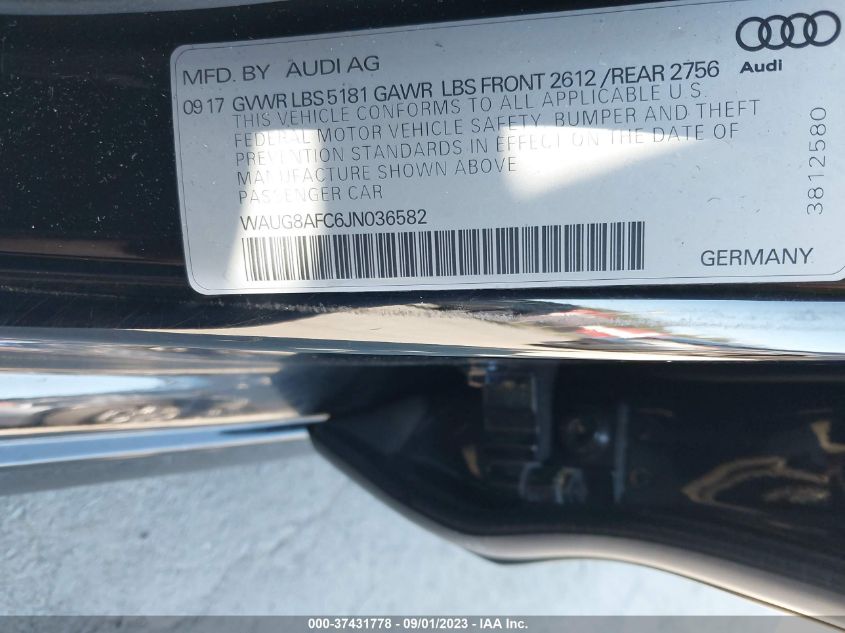 MFD. BY AUDI AG
Audi
09 17 GVWR LBS 5181 GAWR LBS FRONT 2612 /REAR 2756
THIS VEHICLE CONFORMS TO ALL APPLICABLE U.S.
FEDERAL MOTOR VEHICLE SAFETY, BUMPER AND THEFT
PREVENTION STANDARDS IN EFFECT ON THE DATE OF
MANUFACTURE SHOWN ABOVE
PASSENGER CAR
WAUG8AFC6JN036582
GERMANY
3812580
000-37431778 - 09/01/2023 - IAA Inc.